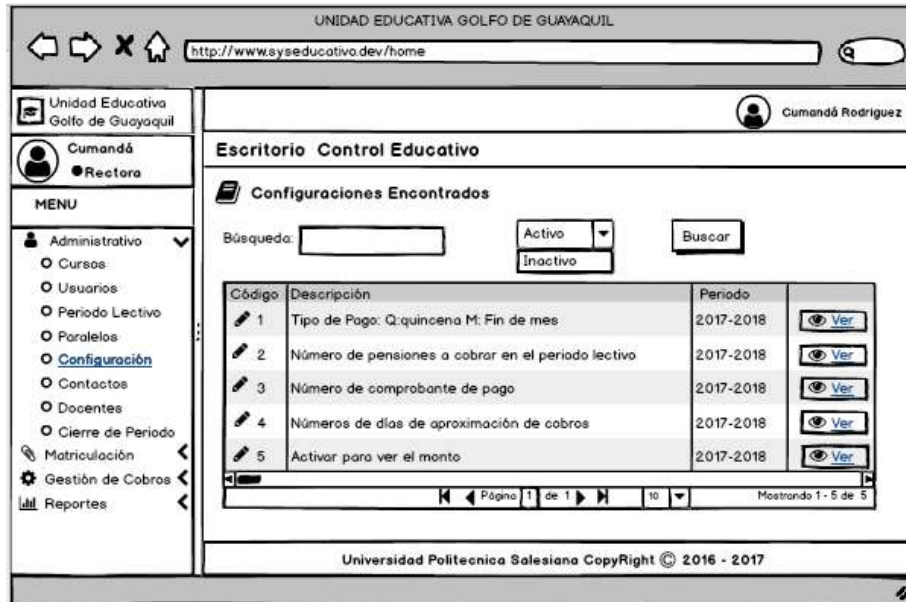 UNIDAD EDUCATIVA GOLFO DE GUAYAQUIL
http://www.syseducativo.dev/home
Unidad Educativa
Golfo de Guayaquil
Cumandá Rodriguez
Cumandá
Rectora
MENU
Administrativo
Cursos
Usuarios
Periodo Lectivo
Paralelos
Configuración
Contactos
Docentes
Cierre de Periodo
Matriculación
Gestión de Cobros
Reportes
Escritorio Control Educativo
Configuraciones Encontrados
Búsqueda: Activo Buscar
Inactivo
Código Descripción Periodo
1 Tipo de Pago: Q:quincena M: Fin de mes 2017-2018 Ver
2 Número de pensiones a cobrar en el periodo lectivo 2017-2018 Ver
3 Número de comprobante de pago 2017-2018 Ver
4 Números de días de aproximación de cobros 2017-2018 Ver
5 Activar para ver el monto 2017-2018 Ver
Página 1 de 1 10 Mostrando 1 - 5 de 5
Universidad Politecnica Salesiana CopyRight © 2016 - 2017